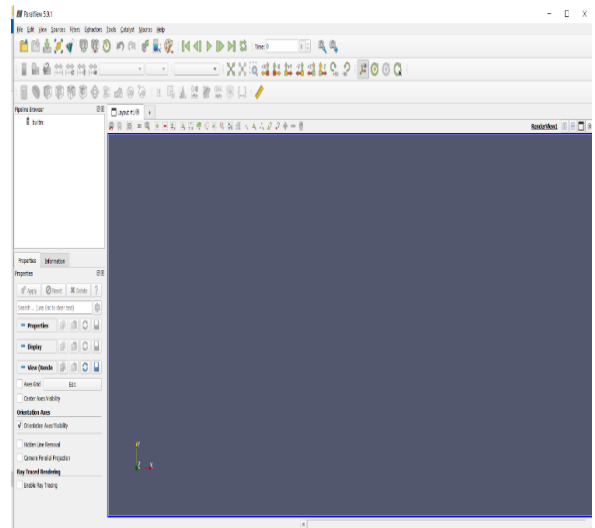 ParaView 5.9.1
File Edit View Sources Filters Extractors Tools Catalyst Macros Help
Time: 0
Pipeline Browser
builtin:
Layout #1
+
RenderView1
Properties Information
Properties
Apply Reset Delete ?
Search ... (use Esc to clear text)
Properties
Display
View (Rende
Axes Grid Edit
Center Axes Visibility
Orientation Axes
Orientation Axes Visibility
Hidden Line Removal
Camera Parallel Projection
Ray Traced Rendering
Enable Ray Tracing